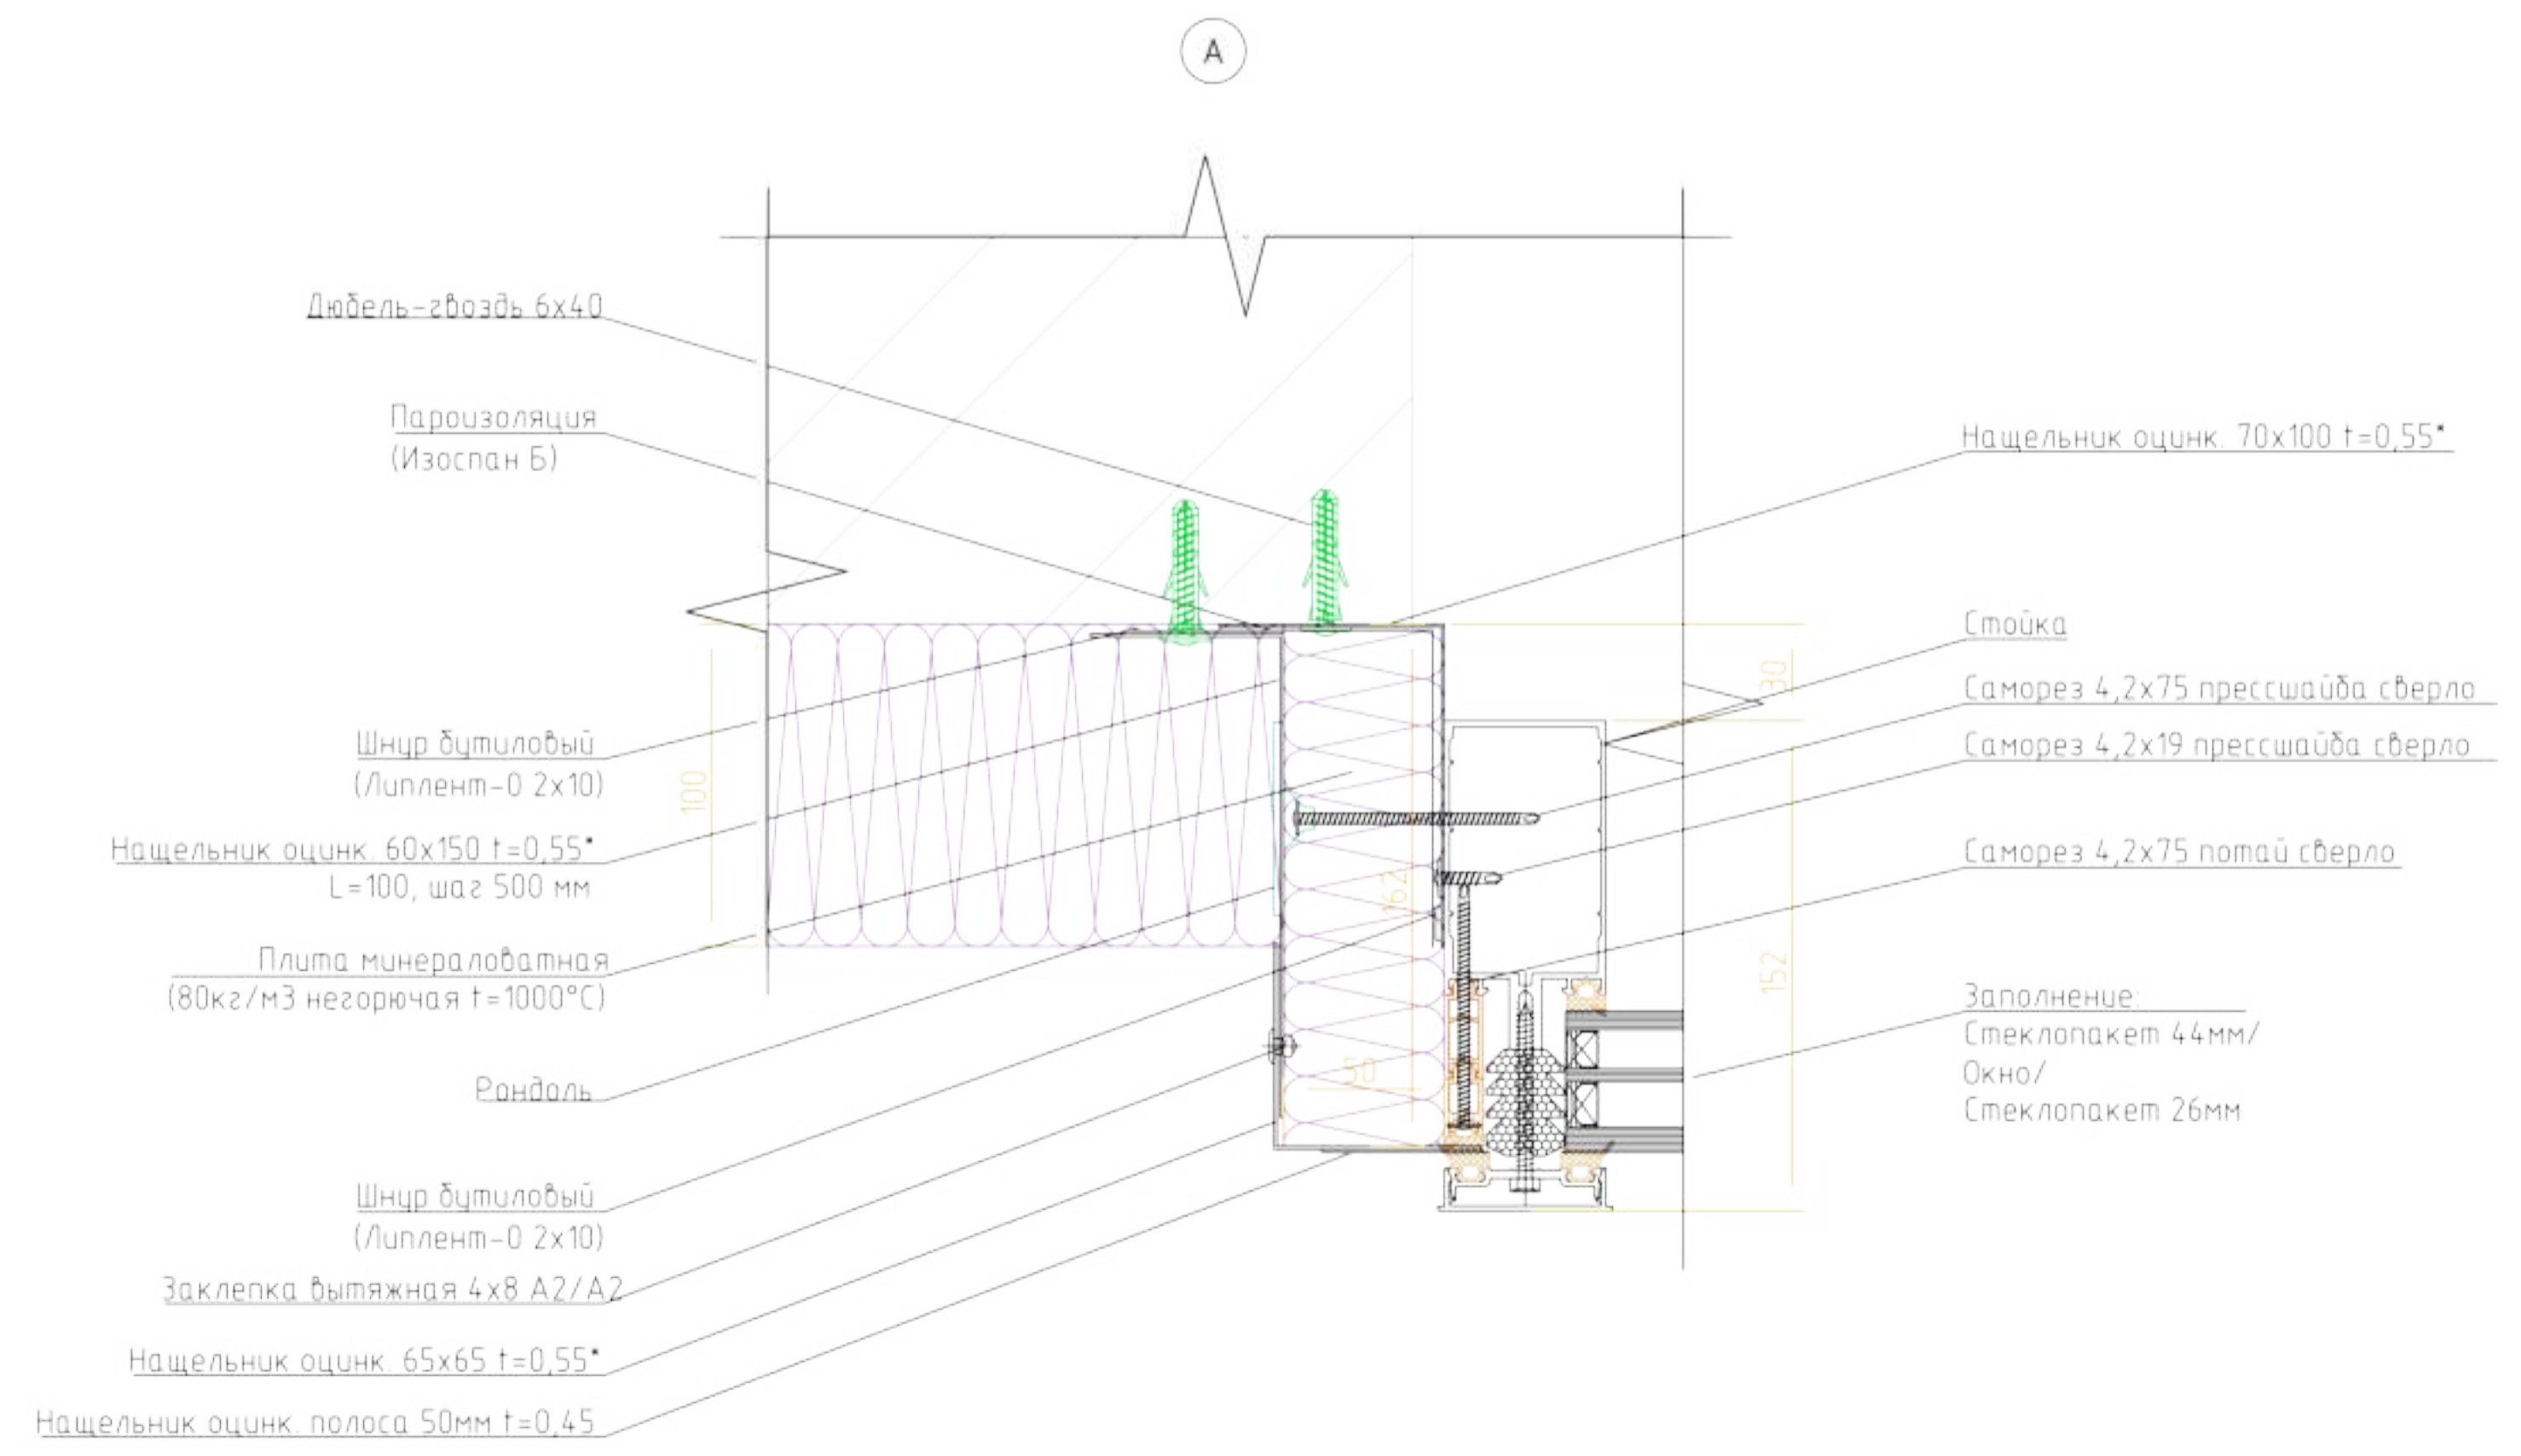 А
Дюбель-гвоздь 6х40
Пароизоляция
(Изоспан Б)
Шнур бутиловый
(Липлент-О 2х10)
Нащельник оцинк. 60х150 t=0,55*
L=100, шаг 500 мм
Плита минераловатная
(80кг/м3 негорючая t=1000°С)
Рондоль
Шнур бутиловый
(Липлент-О 2х10)
Заклепка вытяжная 4х8 А2/А2
Нащельник оцинк. 65х65 t=0,55*
Нащельник оцинк. полоса 50мм t=0,45
100
162
50
30
152
Нащельник оцинк. 70х100 t=0,55*
Стойка
Саморез 4,2х75 прессшайба сверло
Саморез 4,2х19 прессшайба сверло
Саморез 4,2х75 потай сверло
Заполнение:
Стеклопакет 44мм/
Окно/
Стеклопакет 26мм